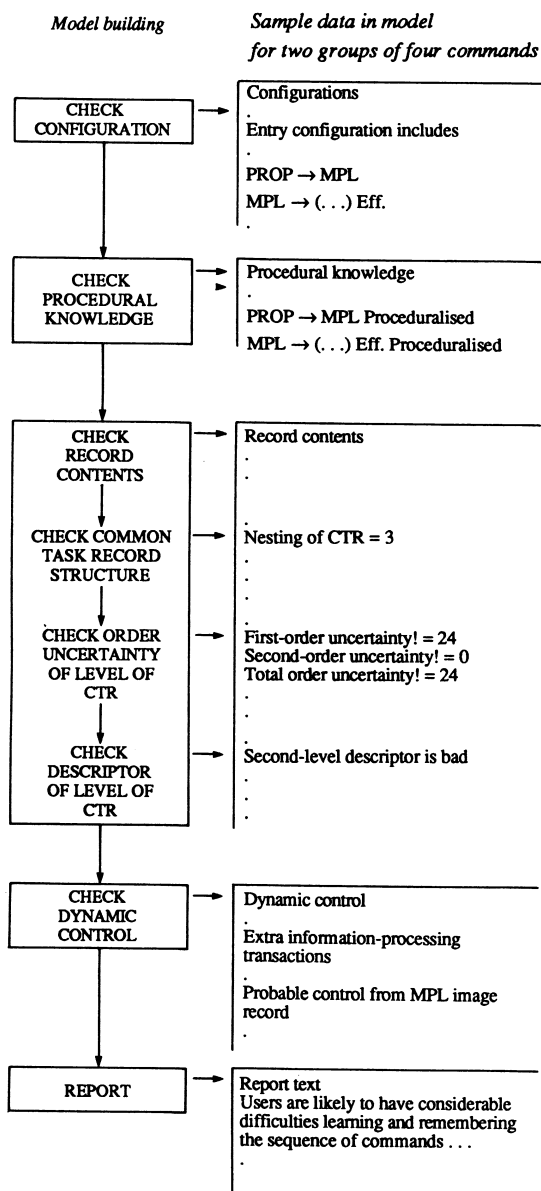 Model building
Sample data in model
for two groups of four commands
CHECK
CONFIGURATION
Configurations
.
Entry configuration includes
.
PROP → MPL
MPL → (. . .) Eff.
.
CHECK
PROCEDURAL
KNOWLEDGE
Procedural knowledge
.
PROP → MPL Proceduralised
MPL → (. . .) Eff. Proceduralised
CHECK
RECORD
CONTENTS
Record contents
.
.
.
CHECK COMMON
TASK RECORD
STRUCTURE
Nesting of CTR = 3
.
.
.
.
CHECK ORDER
UNCERTAINTY
OF LEVEL OF
CTR
First-order uncertainty! = 24
Second-order uncertainty! = 0
Total order uncertainty! = 24
.
.
.
CHECK
DESCRIPTOR
OF LEVEL OF
CTR
Second-level descriptor is bad
.
.
.
CHECK
DYNAMIC
CONTROL
Dynamic control
.
Extra information-processing
transactions
.
Probable control from MPL image
record
.
REPORT
Report text
Users are likely to have considerable
difficulties learning and remembering
the sequence of commands . . .
.